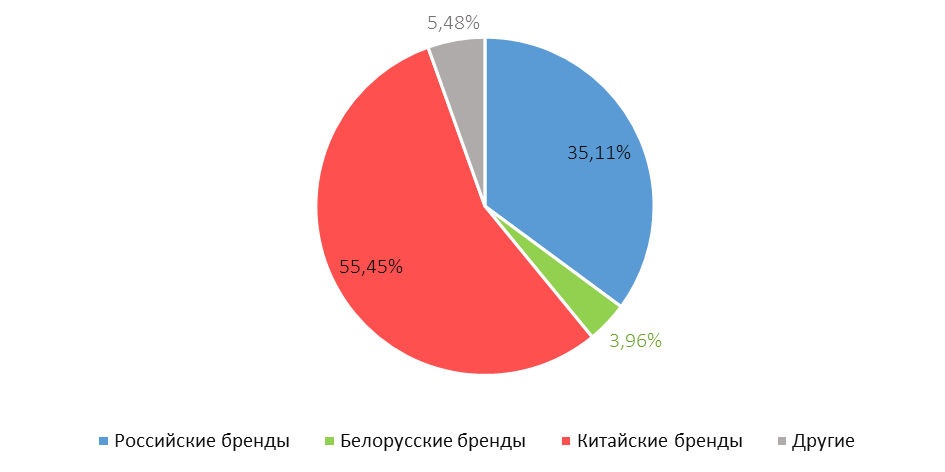 5,48%
35,11%
55,45%
3,96%
Российские бренды
Белорусские бренды
Китайские бренды
Другие